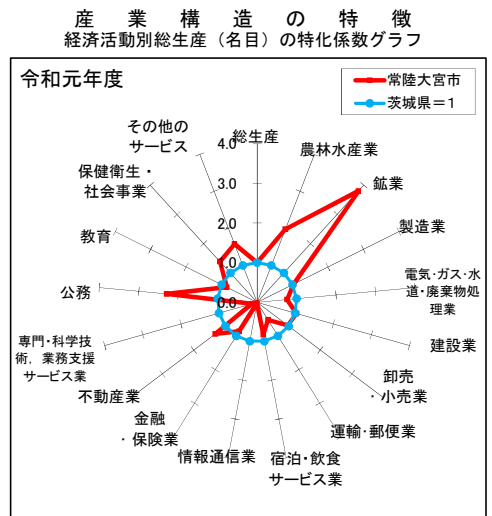 産業構造の特徴
経済活動別総生産（名目）の特化係数グラフ
令和元年度
常陸大宮市
茨城県＝1
総生産
農林水産業
鉱業
製造業
電気･ガス･水
道･廃棄物処
理業
建設業
卸売
･小売業
運輸･郵便業
宿泊・飲食
サービス業
情報通信業
金融
・保険業
不動産業
専門･科学技
術，業務支援
サービス業
公務
教育
保健衛生・
社会事業
その他の
サービス
4.0
3.0
2.0
1.0
0.0